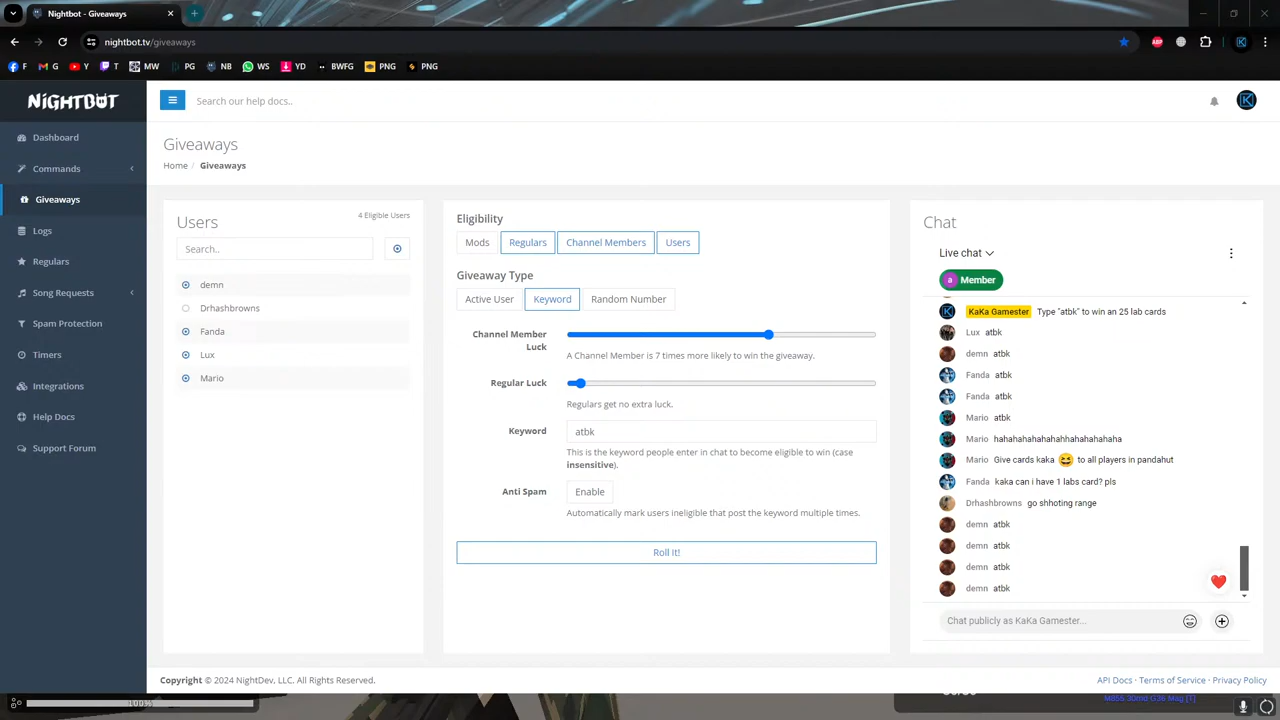 Nightbot - Giveaways
nightbot.tv/giveaways
F
G
Y
T
MW
PG
NB
WS
YD
BWFG
PNG
PNG
NIGHTBOT
Search our help docs..
Dashboard
Commands
Giveaways
Logs
Regulars
Song Requests
Spam Protection
Timers
Integrations
Help Docs
Support Forum
Giveaways
Home / Giveaways
Users
4 Eligible Users
Search..
demn
Drhashbrowns
Fanda
Lux
Mario
Eligibility
Mods
Regulars
Channel Members
Users
Giveaway Type
Active User
Keyword
Random Number
Channel Member
Luck
A Channel Member is 7 times more likely to win the giveaway.
Regular Luck
Regulars get no extra luck.
Keyword
atbk
This is the keyword people enter in chat to become eligible to win (case
insensitive).
Anti Spam
Enable
Automatically mark users ineligible that post the keyword multiple times.
Roll It!
Chat
Live chat
a Member
KaKa Gamester Type "atbk" to win an 25 lab cards
Lux atbk
demn atbk
Fanda atbk
Fanda atbk
Mario atbk
Mario hahahahahahahahhahahahahaha
Mario Give cards kaka 😆 to all players in pandahut
Fanda kaka can i have 1 labs card? pls
Drhashbrowns go shhoting range
demn atbk
demn atbk
demn atbk
demn atbk
Chat publicly as KaKa Gamester...
Copyright © 2024 NightDev, LLC. All Rights Reserved.
API Docs · Terms of Service · Privacy Policy
100%
M855 30rnd G36 Mag [T]